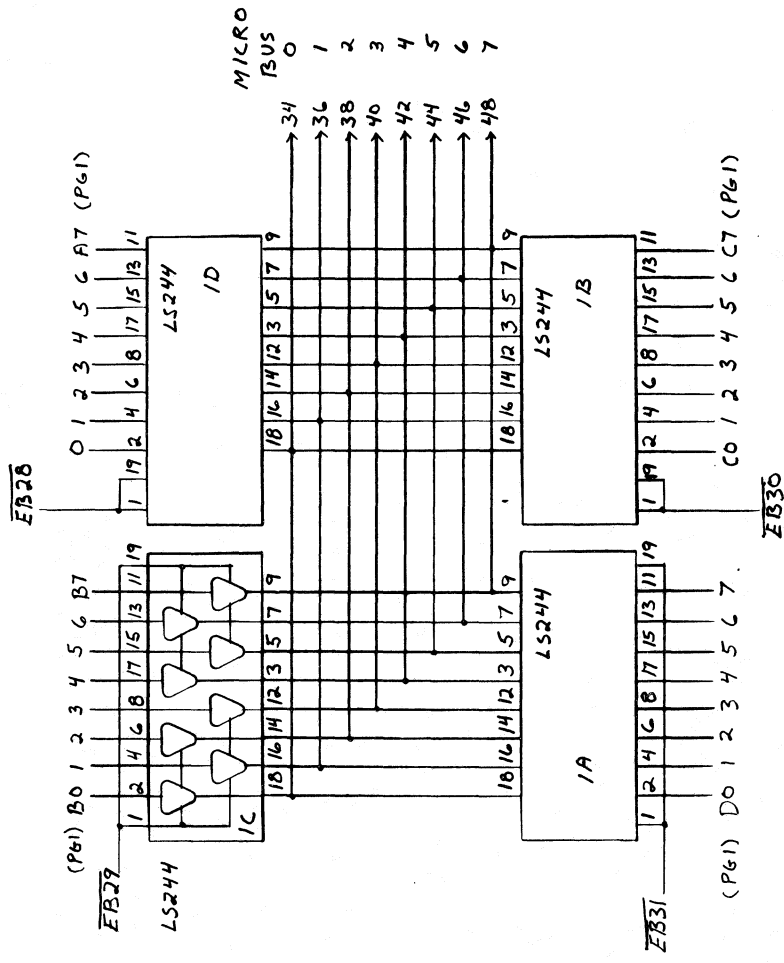 EB28
(PG1) B0 1 2 3 4 5 6 B7
0 1 2 3 4 5 6 A7 (PG1)
EB29
1 2 4 6 8 17 15 13 11 19
1 19 2 4 6 8 17 15 13 11
LS244
LS244
1D
1C
18 16 14 12 3 5 7 9
18 16 14 12 3 5 7 9
MICRO
BUS
34 0
36 1
38 2
40 3
42 4
44 5
46 6
48 7
18 16 14 12 3 5 7 9
18 16 14 12 3 5 7 9
LS244
LS244
1A
1B
1 2 4 6 8 17 15 13 11 19
1 19 2 4 6 8 17 15 13 11
EB31
(PG1) D0 1 2 3 4 5 6 7
C0 1 2 3 4 5 6 C7 (PG1)
EB30